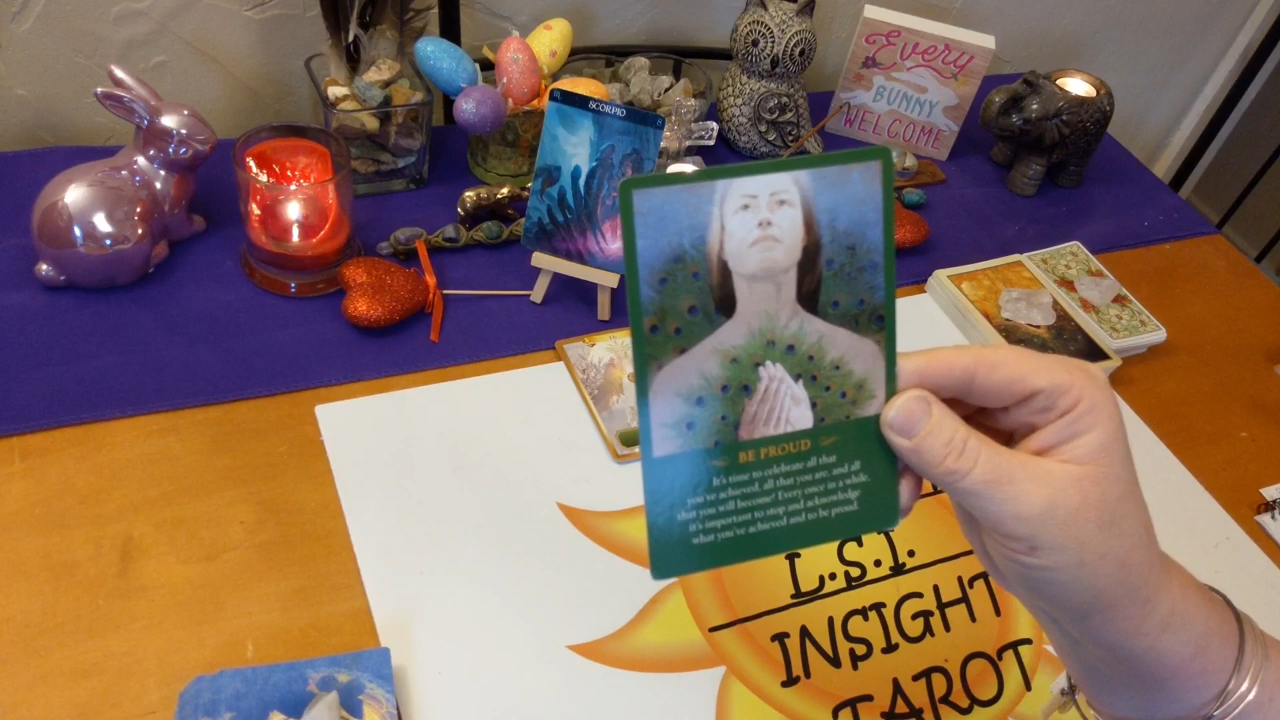 SCORPIO
8
Every
BUNNY
WELCOME
BE PROUD
It's time to celebrate all that
you've achieved, all that you are, and all
that you will become! Every once in a while,
it's important to stop and acknowledge
what you've achieved and to be proud.
L.S.I.
INSIGHT
TAROT